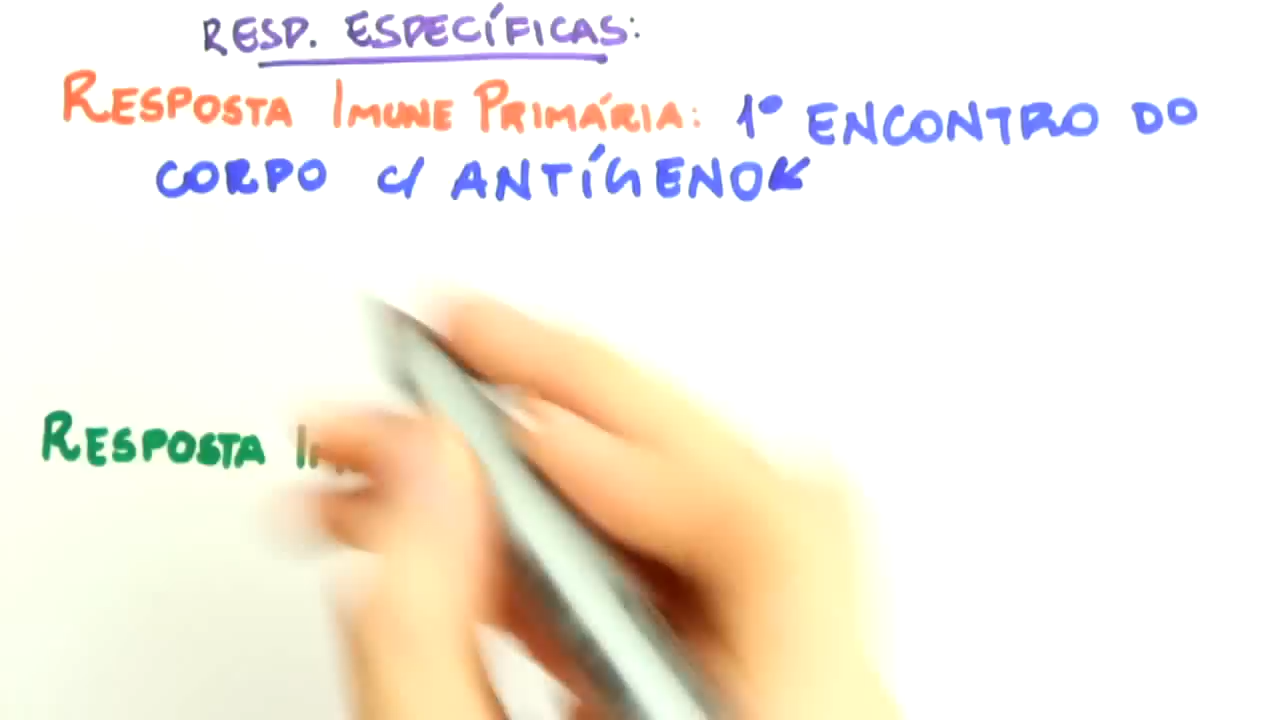 RESP. ESPECÍFICAS:
RESPOSTA IMUNE PRIMÁRIA: 1º ENCONTRO DO
CORPO C/ ANTÍGENO
RESPOSTA